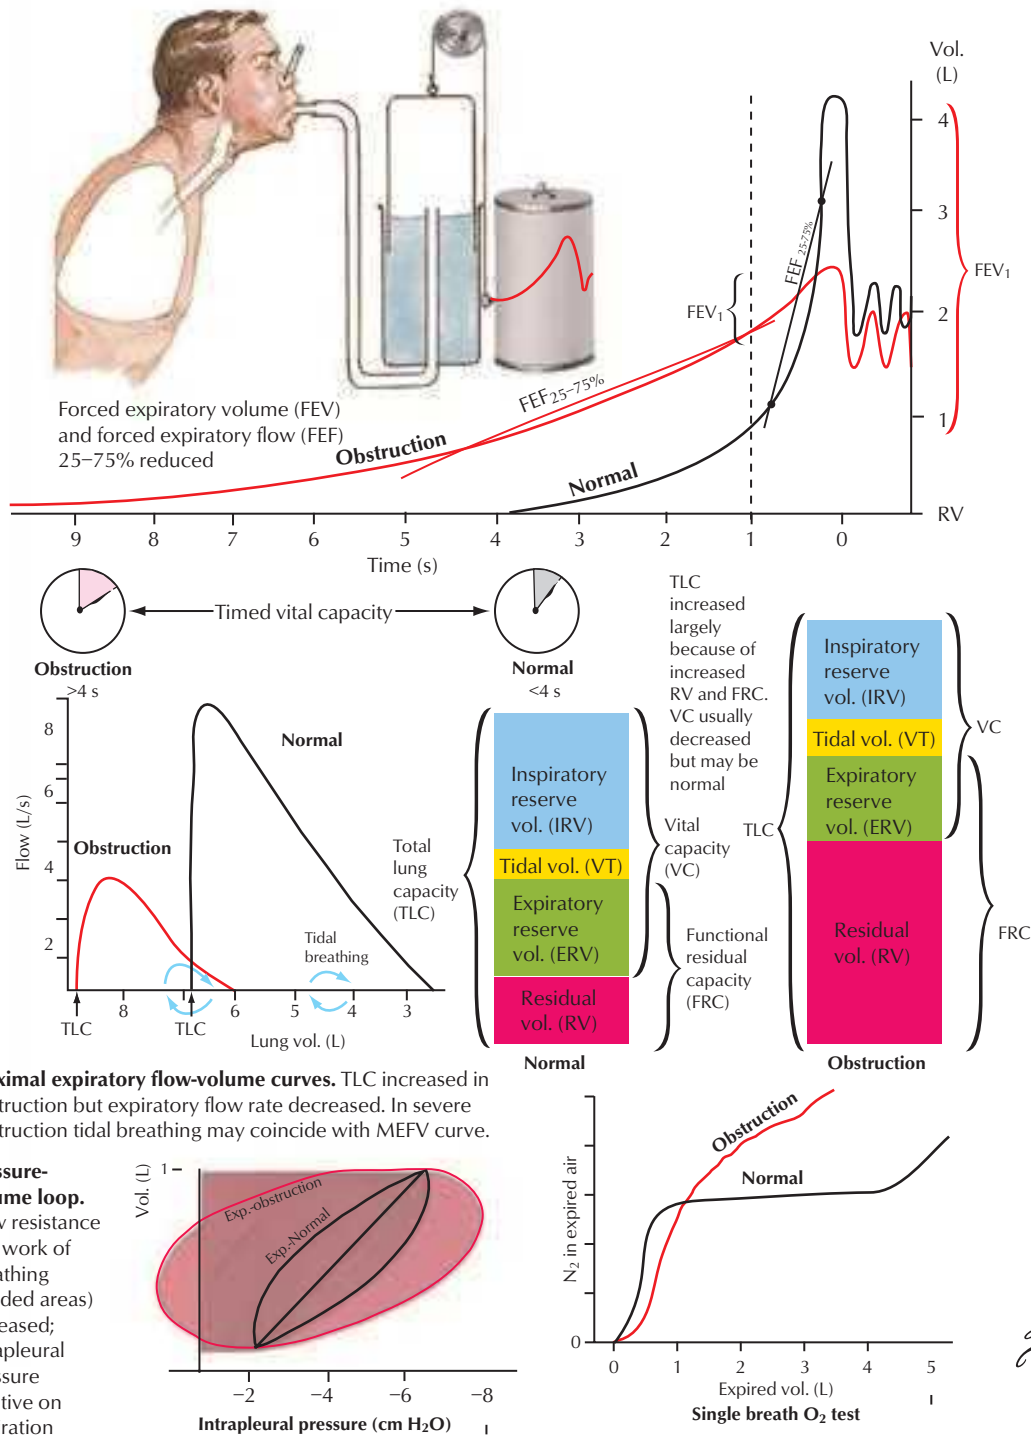 Vol.
(L)
4
3
2
1
RV
FEV1
FEV1
FEF25-75%
FEF25–75%
Forced expiratory volume (FEV)
and forced expiratory flow (FEF)
25–75% reduced
Obstruction
Normal
9 8 7 6 5 4 3 2 1 0
Time (s)
Timed vital capacity
Obstruction
>4 s
Normal
<4 s
TLC
increased
largely
because of
increased
RV and FRC.
VC usually
decreased
but may be
normal
Flow (L/s)
8
6
4
2
Normal
Obstruction
Tidal
breathing
8 6 5 4 3
TLC TLC
Lung vol. (L)
Total
lung
capacity
(TLC)
Inspiratory
reserve
vol. (IRV)
Tidal vol. (VT)
Expiratory
reserve
vol. (ERV)
Residual
vol. (RV)
Normal
Vital
capacity
(VC)
Functional
residual
capacity
(FRC)
TLC
Inspiratory
reserve
vol. (IRV)
Tidal vol. (VT)
Expiratory
reserve
vol. (ERV)
Residual
vol. (RV)
Obstruction
VC
FRC
ximal expiratory flow-volume curves. TLC increased in
truction but expiratory flow rate decreased. In severe
truction tidal breathing may coincide with MEFV curve.
ssure-
ume loop.
w resistance
work of
athing
ded areas)
eased;
apleural
ssure
itive on
iration
Vol. (L)
1
Exp.-obstruction
Exp.-Normal
−2 −4 −6 −8
Intrapleural pressure (cm H2O)
N2 in expired air
0
Obstruction
Normal
0 1 2 3 4 5
Expired vol. (L)
Single breath O2 test